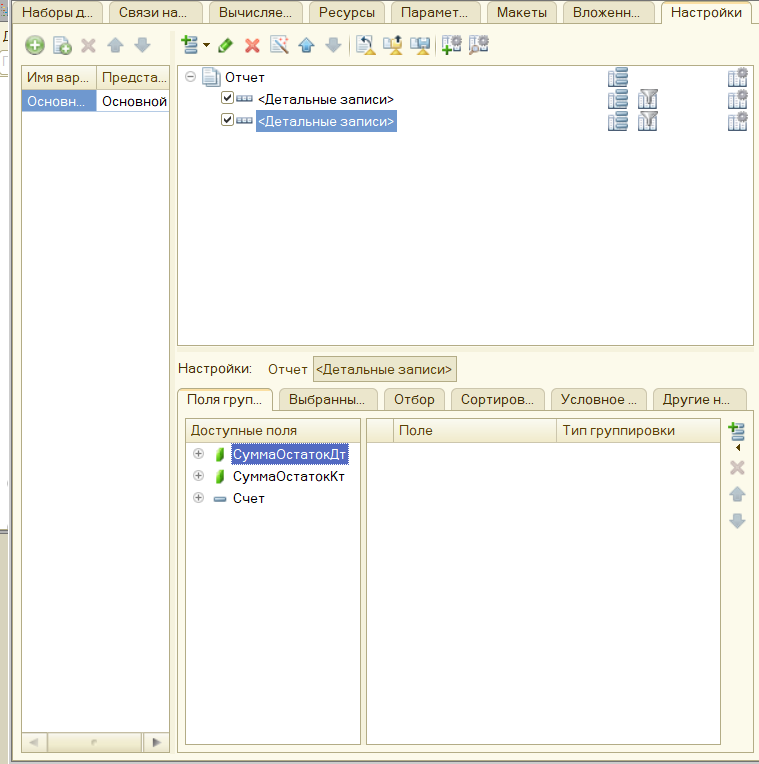 Наборы д... Связи на... Вычисляе... Ресурсы Парамет... Макеты Вложенн... Настройки
Имя вар... Предста...
Основн... Основной
Отчет
<Детальные записи>
<Детальные записи>
Настройки: Отчет <Детальные записи>
Поля груп... Выбранны... Отбор Сортиров... Условное ... Другие н...
Доступные поля Поле Тип группировки
СуммаОстатокДт
СуммаОстатокКт
Счет